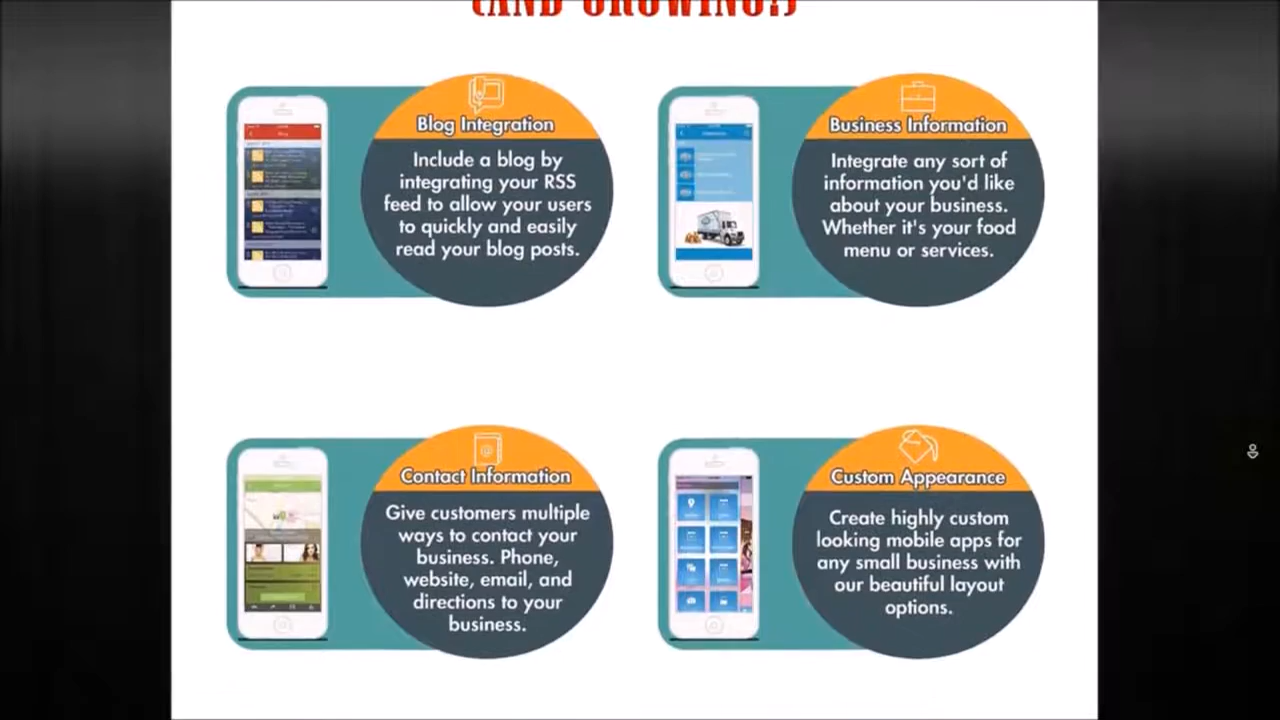 (AND GROWING!)
Blog Integration
Include a blog by
integrating your RSS
feed to allow your users
to quickly and easily
read your blog posts.
Business Information
Integrate any sort of
information you'd like
about your business.
Whether it's your food
menu or services.
Contact Information
Give customers multiple
ways to contact your
business. Phone,
website, email, and
directions to your
business.
Custom Appearance
Create highly custom
looking mobile apps for
any small business with
our beautiful layout
options.